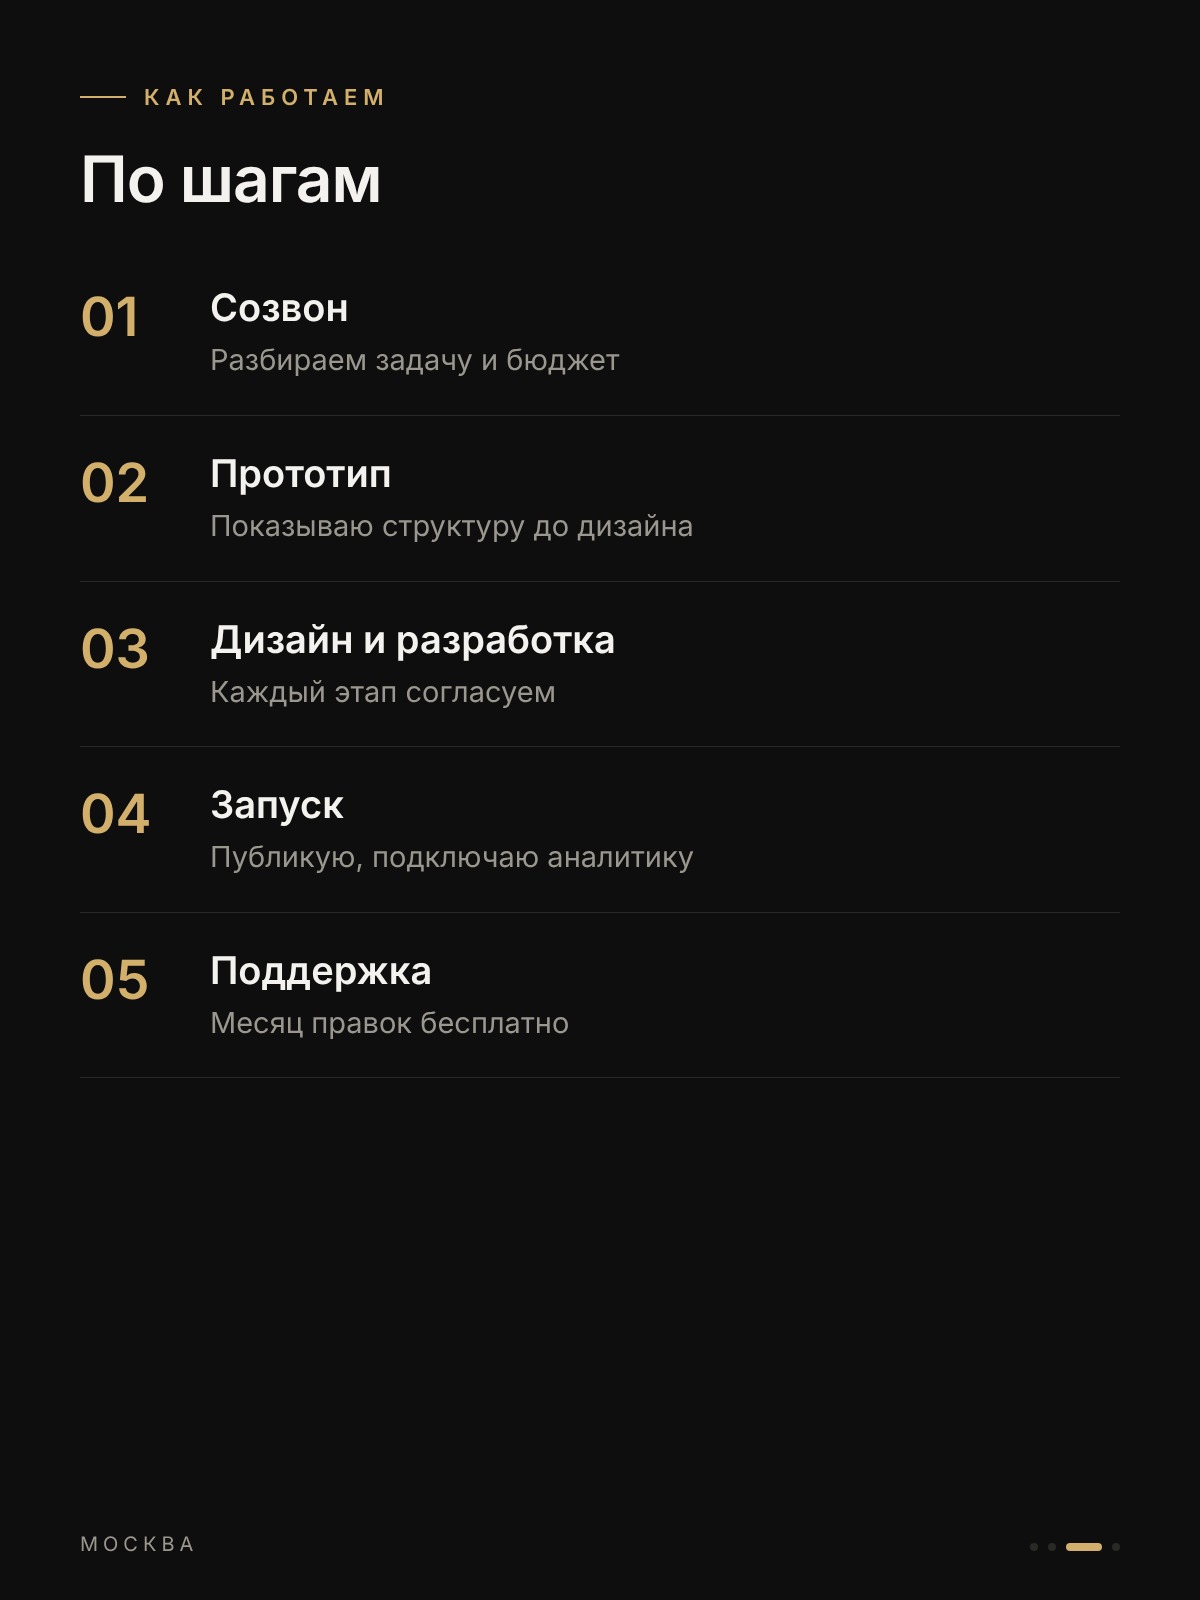 КАК РАБОТАЕМ
По шагам
01
Созвон
Разбираем задачу и бюджет
02
Прототип
Показываю структуру до дизайна
03
Дизайн и разработка
Каждый этап согласуем
04
Запуск
Публикую, подключаю аналитику
05
Поддержка
Месяц правок бесплатно
МОСКВА